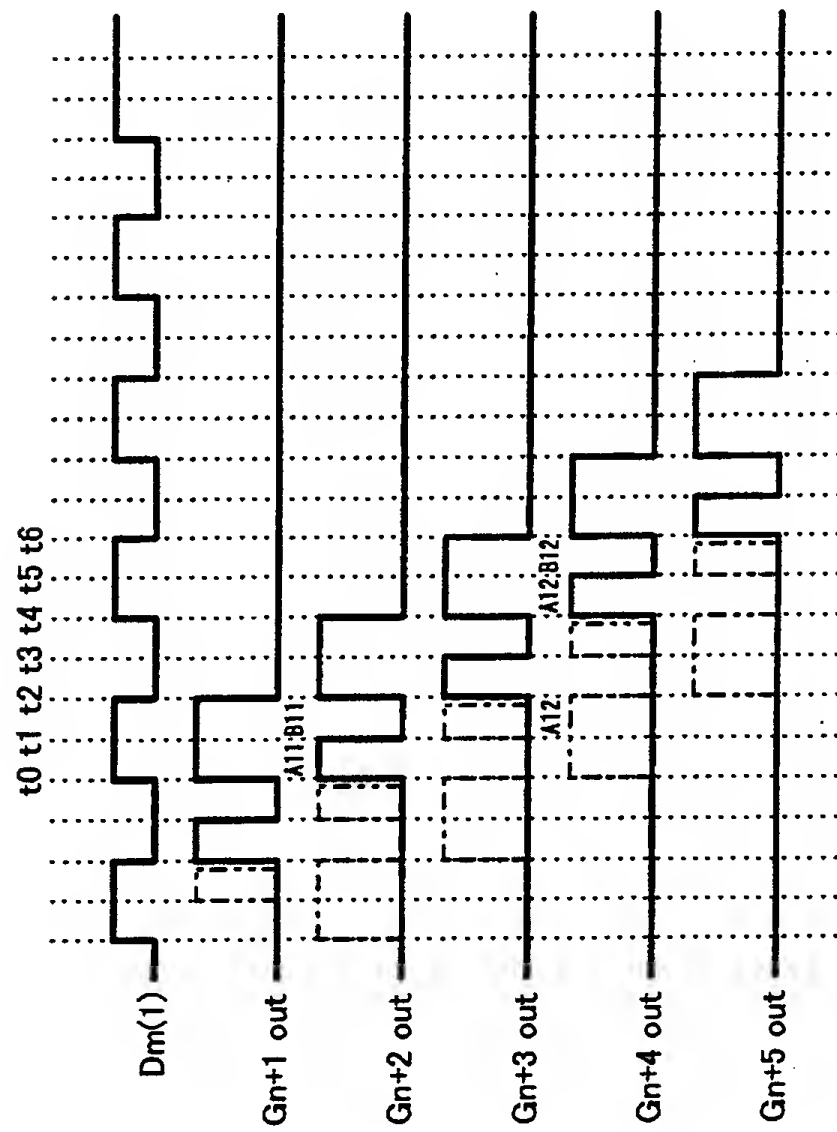 t0 t1 t2 t3 t4 t5 t6
Dm(1)
Gn+1 out
A11 B11
Gn+2 out
Gn+3 out
A12 A12 B12
Gn+4 out
Gn+5 out